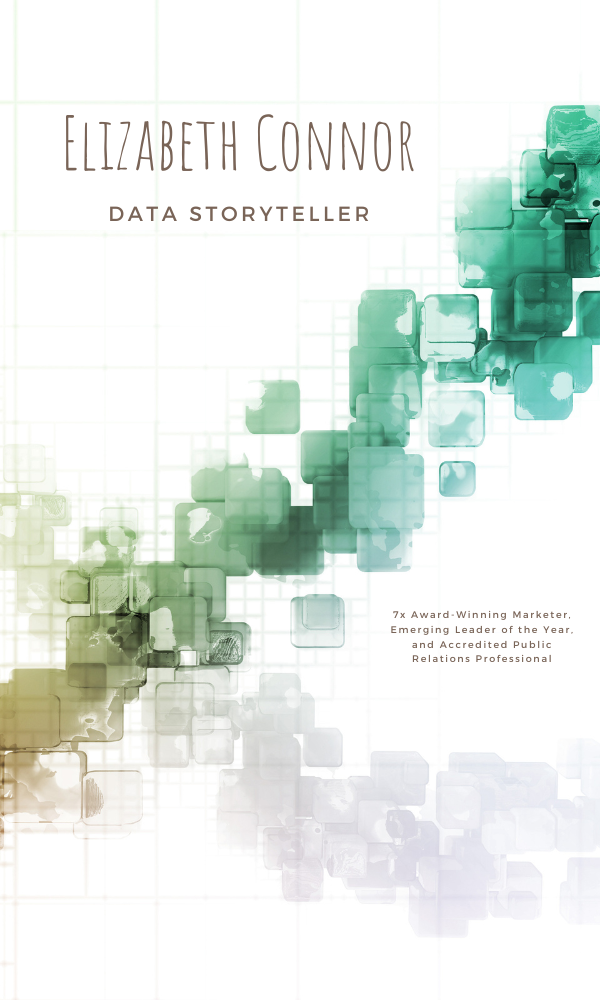 Elizabeth Connor
DATA STORYTELLER
7x Award-Winning Marketer,
Emerging Leader of the Year,
and Accredited Public
Relations Professional